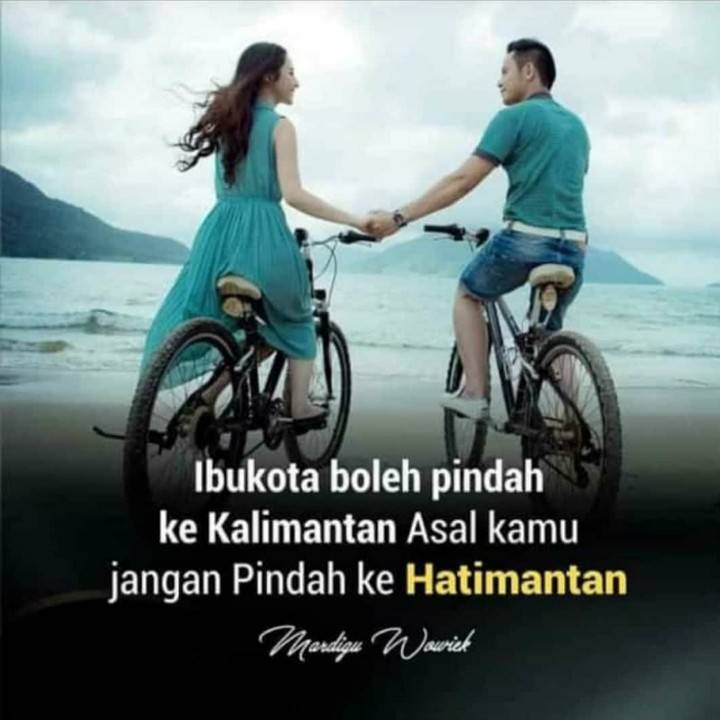 Ibukota boleh pindah
ke Kalimantan Asal kamu
jangan Pindah ke Hatimantan
Mardigu Wowiek